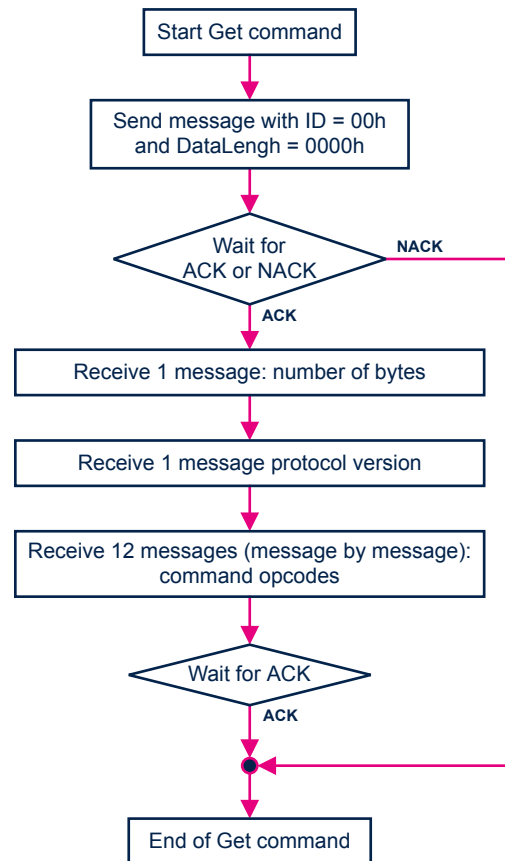 Start Get command
Send message with ID = 00h
and DataLengh = 0000h
Wait for
ACK or NACK
NACK
ACK
Receive 1 message: number of bytes
Receive 1 message protocol version
Receive 12 messages (message by message):
command opcodes
Wait for ACK
ACK
End of Get command